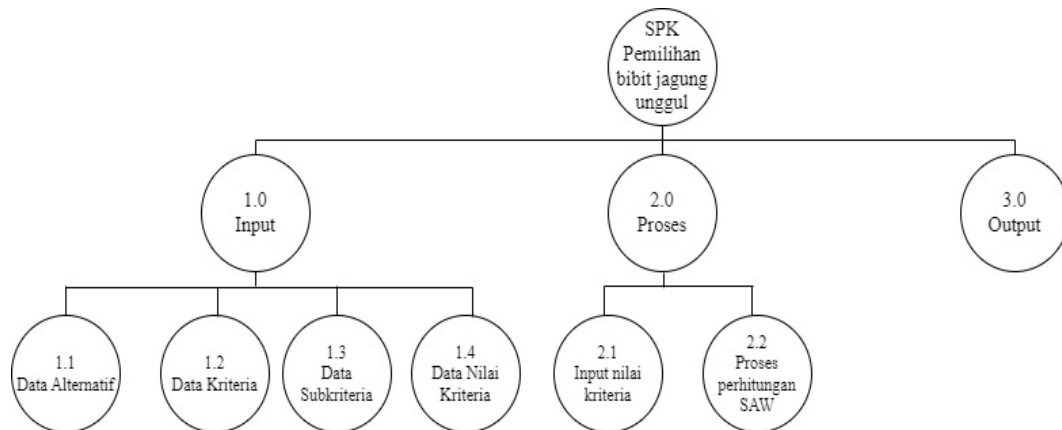 SPK
Pemilihan
bibit jagung
unggul
1.0
Input
2.0
Proses
3.0
Output
1.1
Data Alternatif
1.2
Data Kriteria
1.3
Data
Subkriteria
1.4
Data Nilai
Kriteria
2.1
Input nilai
kriteria
2.2
Proses
perhitungan
SAW